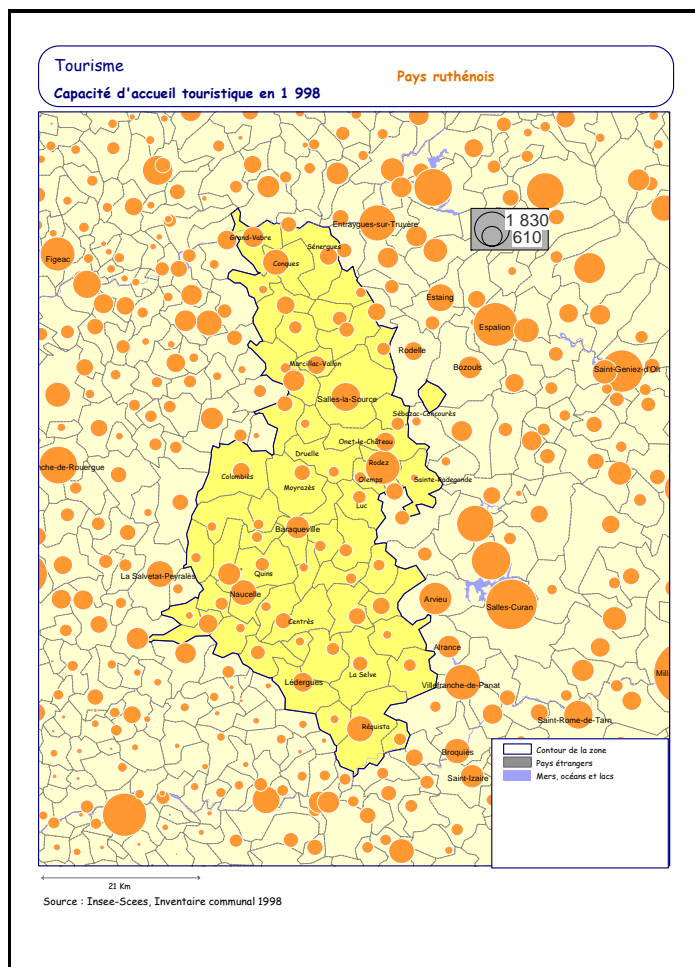 Tourisme
Pays ruthénois
Capacité d'accueil touristique en 1 998
1 830
610
Entraygues-sur-Truyère
Grand-Vabre
Sénergues
Figeac
Conques
Estaing
Espalion
Rodelle
Marcillac-Vallon
Bozouls
Saint-Geniez-d'Olt
Salles-la-Source
Sébazac-Concourès
Onet-le-Château
Druelle
nche-de-Rouergue
Rodez
Colombiès
Olemps
Sainte-Radegonde
Moyrazès
Luc
Baraqueville
La Salvetat-Peyralès
Quins
Naucelle
Arvieu
Salles-Curan
Centrès
Alrance
La Selve
Mill
Lédergues
Villefranche-de-Panat
Saint-Rome-de-Tarn
Réquista
Broquiès
Saint-Izaire
Contour de la zone
Pays étrangers
Mers, océans et lacs
21 Km
Source : Insee-Scees, Inventaire communal 1998